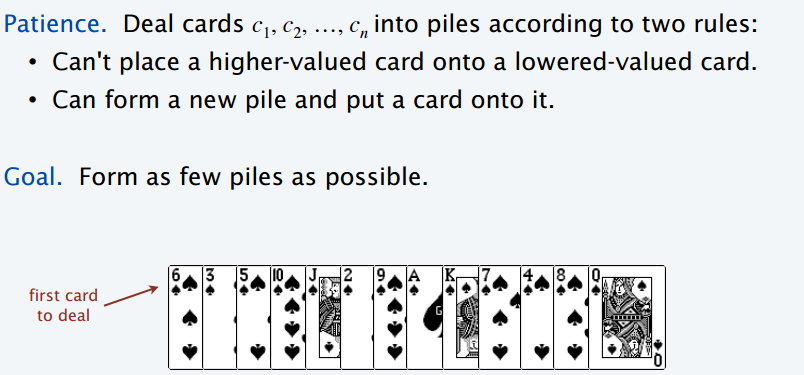 Patience. Deal cards c1, c2, …, cn into piles according to two rules:
• Can't place a higher-valued card onto a lowered-valued card.
• Can form a new pile and put a card onto it.
Goal. Form as few piles as possible.
6 3 5 10 J 2 9 A K 7 4 8 Q
first card
to deal
G
Q